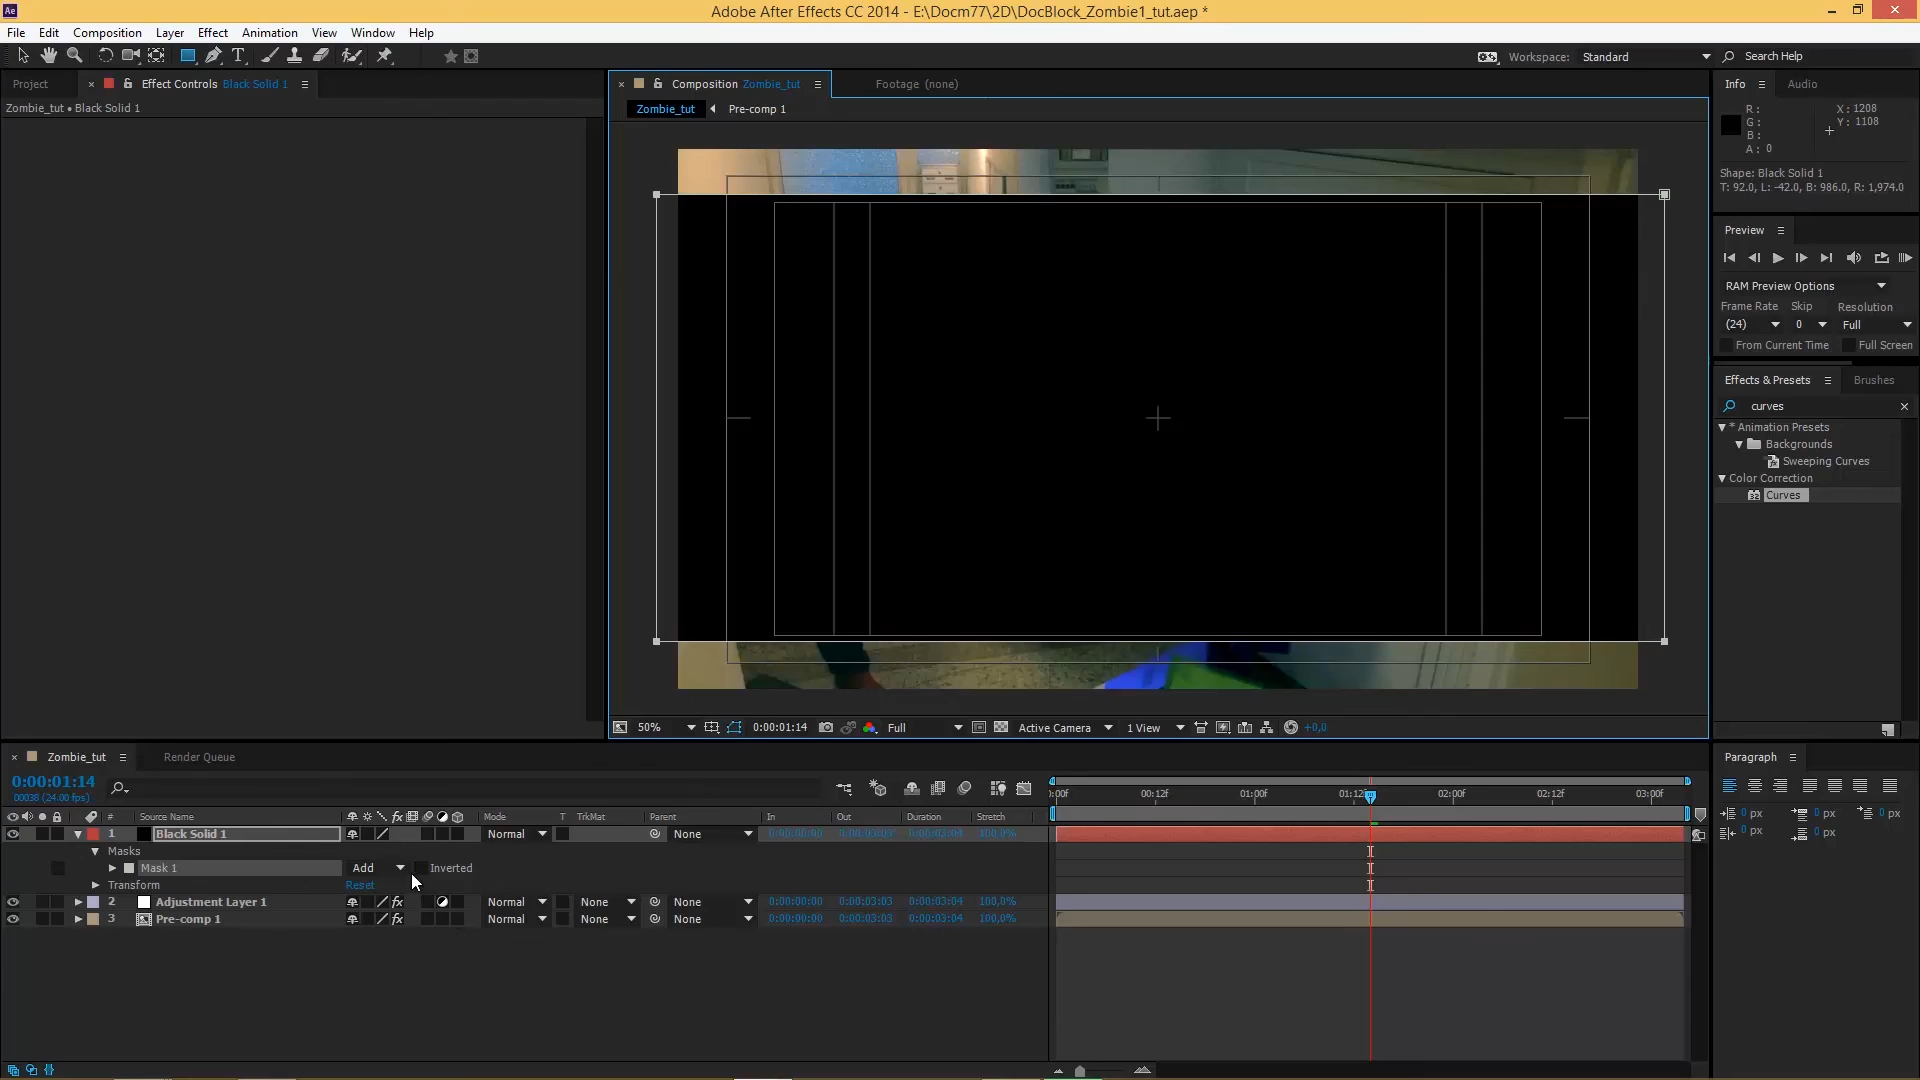 Adobe After Effects CC 2014 - E:\Docm77\2D\DocBlock_Zombie1_tut.aep *
File Edit Composition Layer Effect Animation View Window Help
Workspace: Standard Search Help
Project Effect Controls Black Solid 1
Composition Zombie_tut
Footage (none)
Info Audio
Zombie_tut • Black Solid 1
Zombie_tut Pre-comp 1
R :
G :
B :
A : 0
X : 1208
Y : 1108
Shape: Black Solid 1
T: 92.0, L: -42.0, B: 986.0, R: 1,974.0
Preview
RAM Preview Options
Frame Rate Skip Resolution
(24) 0 Full
From Current Time Full Screen
Effects & Presets Brushes
curves
* Animation Presets
Backgrounds
Sweeping Curves
Color Correction
Curves
50% 0:00:01:14 Full Active Camera 1 View +0,0
Zombie_tut Render Queue
Paragraph
0:00:01:14
00038 (24.00 fps)
:00f 00:12f 01:00f 01:12f 02:00f 02:12f 03:00f
# Source Name Mode T TrkMat Parent In Out Duration Stretch
1 Black Solid 1 Normal None 0:00:00:00 0:00:03:03 0:00:03:04 100,0%
Masks
Mask 1 Add Inverted
Transform Reset
2 Adjustment Layer 1 Normal None None 0:00:00:00 0:00:03:03 0:00:03:04 100,0%
3 Pre-comp 1 Normal None None 0:00:00:00 0:00:03:03 0:00:03:04 100,0%
0 px 0 px 0 px
0 px 0 px